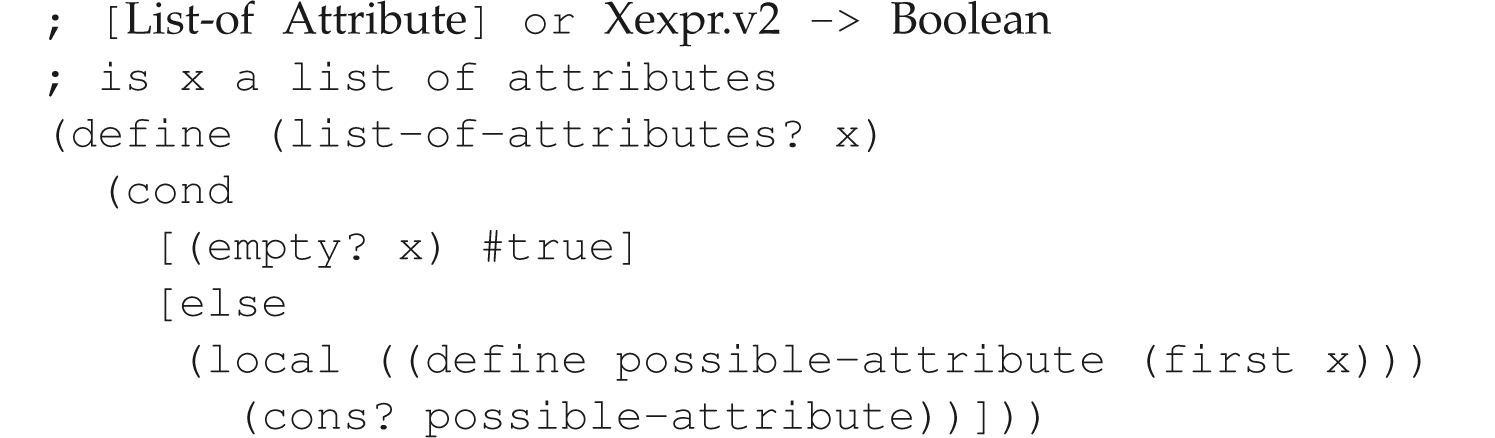 ; [List-of Attribute] or Xexpr.v2 -> Boolean
; is x a list of attributes
(define (list-of-attributes? x)
  (cond
    [(empty? x) #true]
    [else
     (local ((define possible-attribute (first x)))
       (cons? possible-attribute))]))